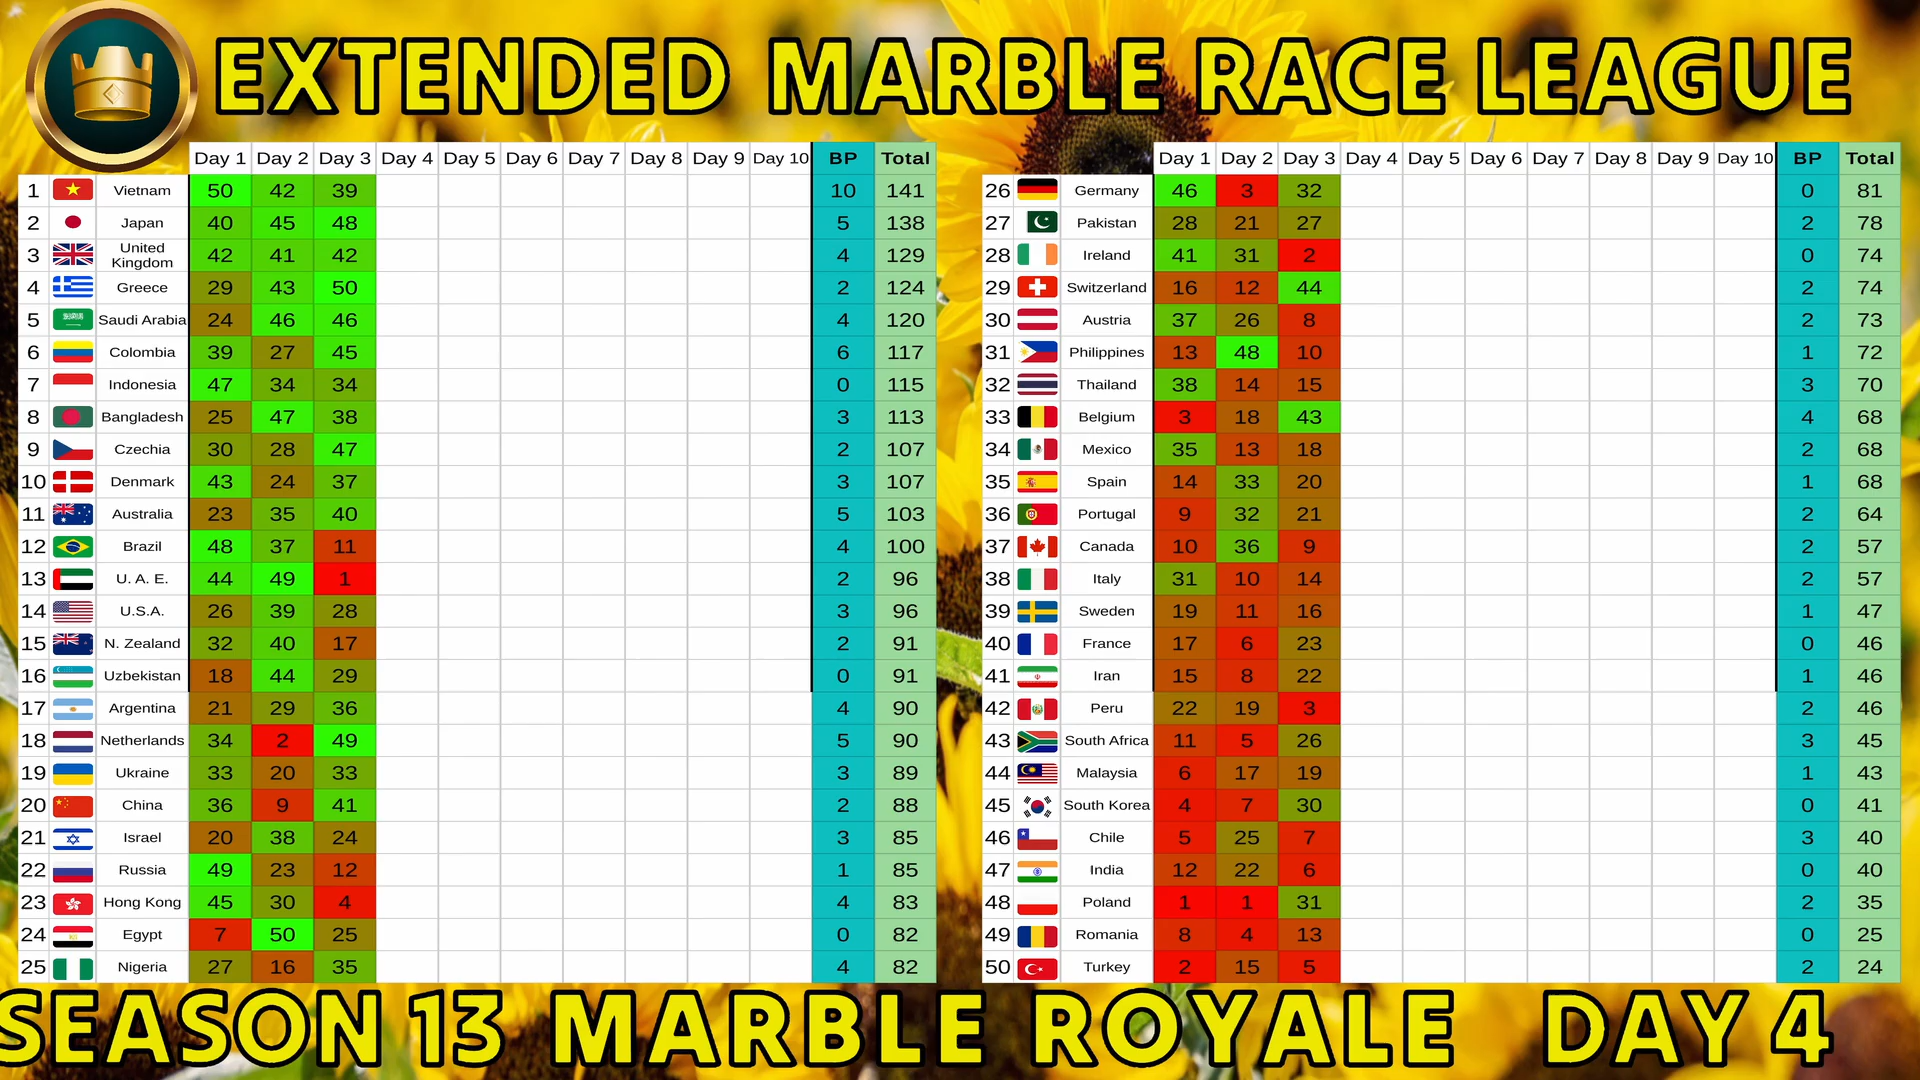 EXTENDED MARBLE RACE LEAGUE
Day 1 Day 2 Day 3 Day 4 Day 5 Day 6 Day 7 Day 8 Day 9 Day 10 BP Total
1 Vietnam 50 42 39 10 141
2 Japan 40 45 48 5 138
3 United Kingdom 42 41 42 4 129
4 Greece 29 43 50 2 124
5 Saudi Arabia 24 46 46 4 120
6 Colombia 39 27 45 6 117
7 Indonesia 47 34 34 0 115
8 Bangladesh 25 47 38 3 113
9 Czechia 30 28 47 2 107
10 Denmark 43 24 37 3 107
11 Australia 23 35 40 5 103
12 Brazil 48 37 11 4 100
13 U. A. E. 44 49 1 2 96
14 U.S.A. 26 39 28 3 96
15 N. Zealand 32 40 17 2 91
16 Uzbekistan 18 44 29 0 91
17 Argentina 21 29 36 4 90
18 Netherlands 34 2 49 5 90
19 Ukraine 33 20 33 3 89
20 China 36 9 41 2 88
21 Israel 20 38 24 3 85
22 Russia 49 23 12 1 85
23 Hong Kong 45 30 4 4 83
24 Egypt 7 50 25 0 82
25 Nigeria 27 16 35 4 82
Day 1 Day 2 Day 3 Day 4 Day 5 Day 6 Day 7 Day 8 Day 9 Day 10 BP Total
26 Germany 46 3 32 0 81
27 Pakistan 28 21 27 2 78
28 Ireland 41 31 2 0 74
29 Switzerland 16 12 44 2 74
30 Austria 37 26 8 2 73
31 Philippines 13 48 10 1 72
32 Thailand 38 14 15 3 70
33 Belgium 3 18 43 4 68
34 Mexico 35 13 18 2 68
35 Spain 14 33 20 1 68
36 Portugal 9 32 21 2 64
37 Canada 10 36 9 2 57
38 Italy 31 10 14 2 57
39 Sweden 19 11 16 1 47
40 France 17 6 23 0 46
41 Iran 15 8 22 1 46
42 Peru 22 19 3 2 46
43 South Africa 11 5 26 3 45
44 Malaysia 6 17 19 1 43
45 South Korea 4 7 30 0 41
46 Chile 5 25 7 3 40
47 India 12 22 6 0 40
48 Poland 1 1 31 2 35
49 Romania 8 4 13 0 25
50 Turkey 2 15 5 2 24
SEASON 13 MARBLE ROYALE DAY 4